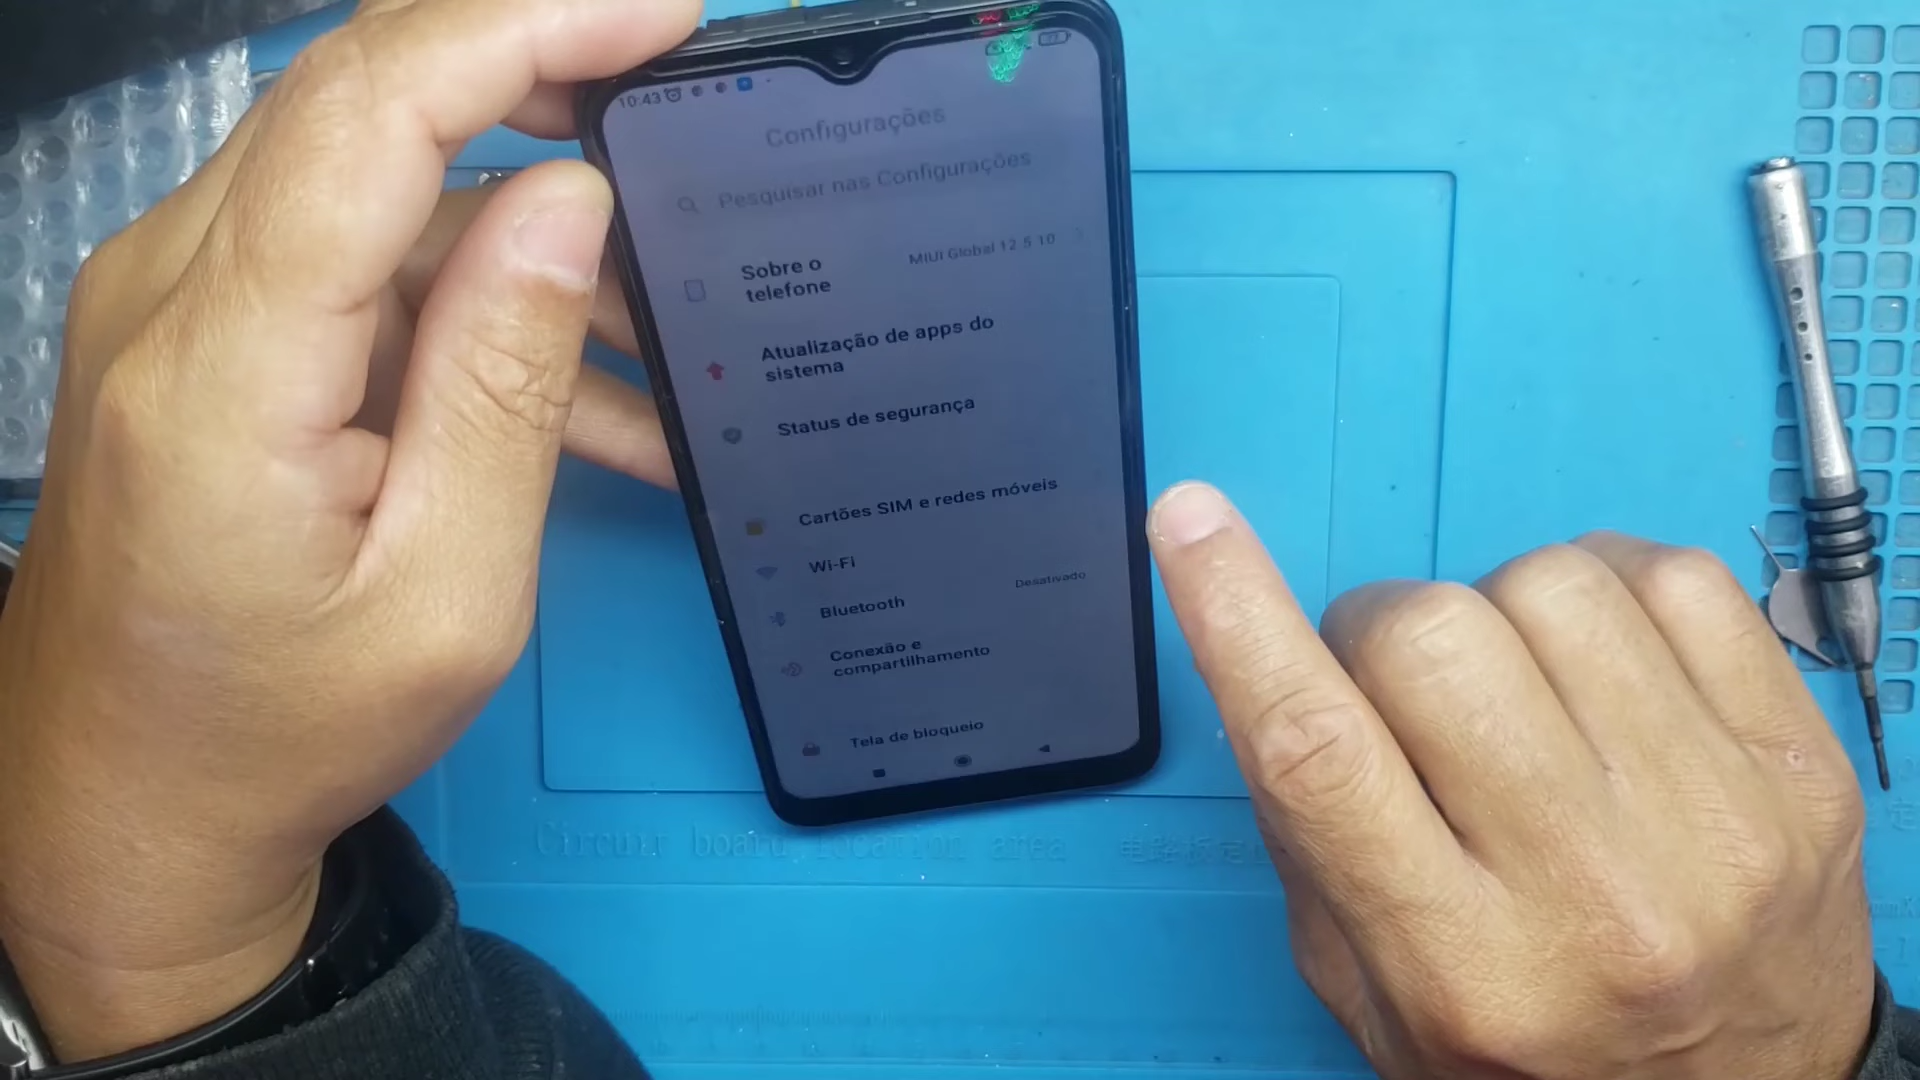 10:43
Configurações
Pesquisar nas Configurações
Sobre o
telefone
MIUI Global 12.5.10
Atualização de apps do
sistema
Status de segurança
Cartões SIM e redes móveis
Wi-Fi
Bluetooth
Desativado
Conexão e
compartilhamento
Tela de bloqueio
Circuit board location area